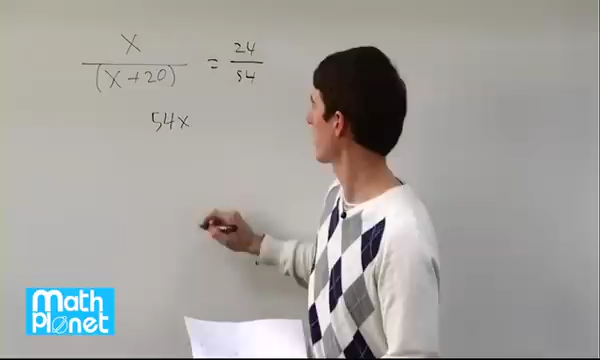 x/(x+20) = 24/54
54x
Math
Planet